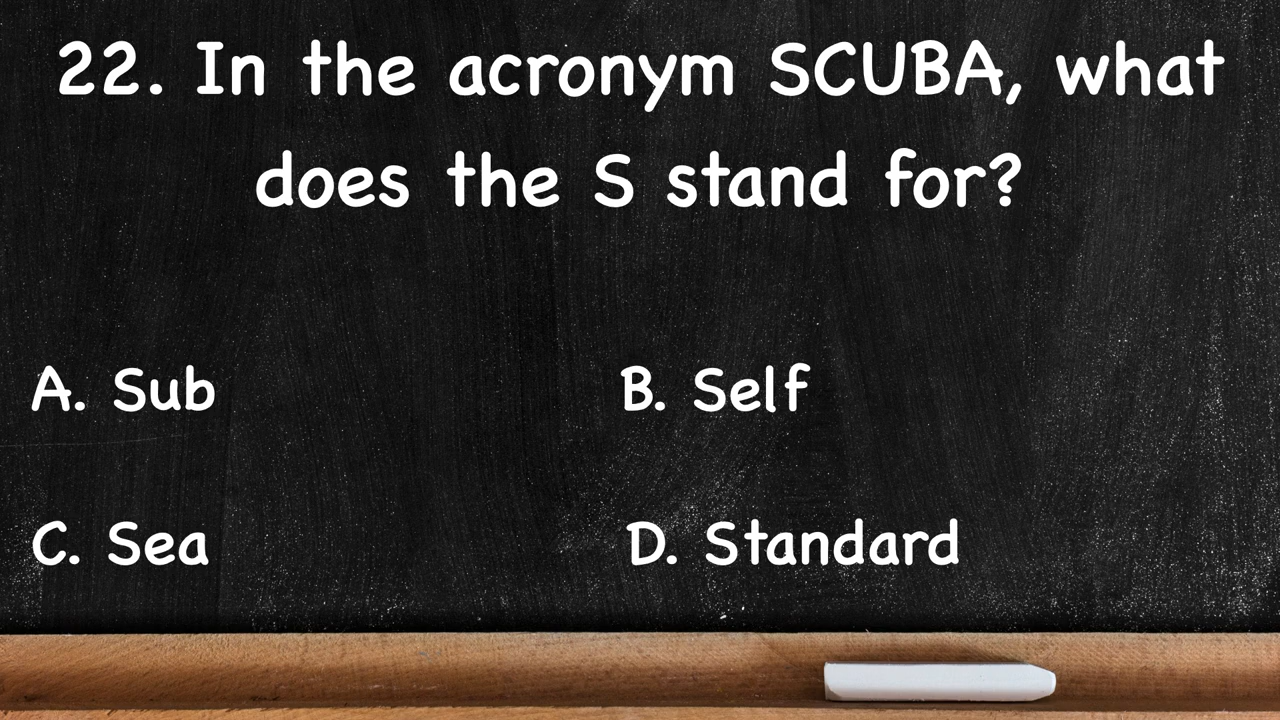 22. In the acronym SCUBA, what
does the S stand for?
A. Sub
B. Self
C. Sea
D. Standard